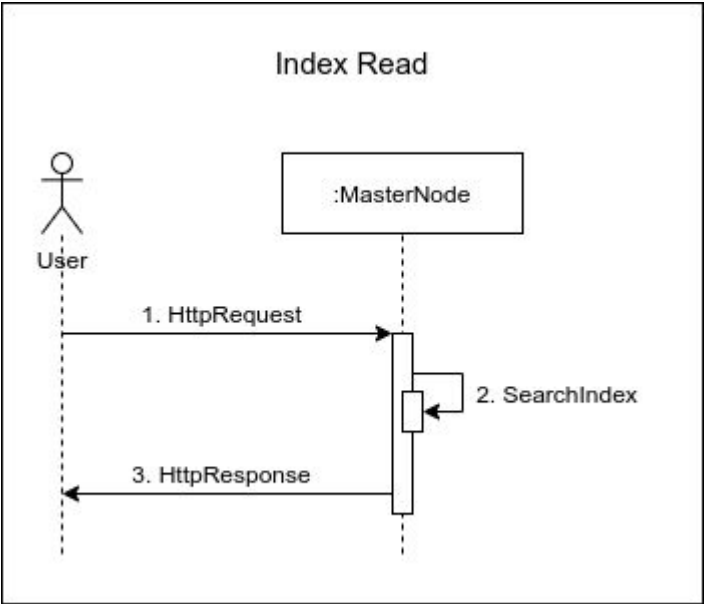 Index Read
:MasterNode
User
1. HttpRequest
2. SearchIndex
3. HttpResponse